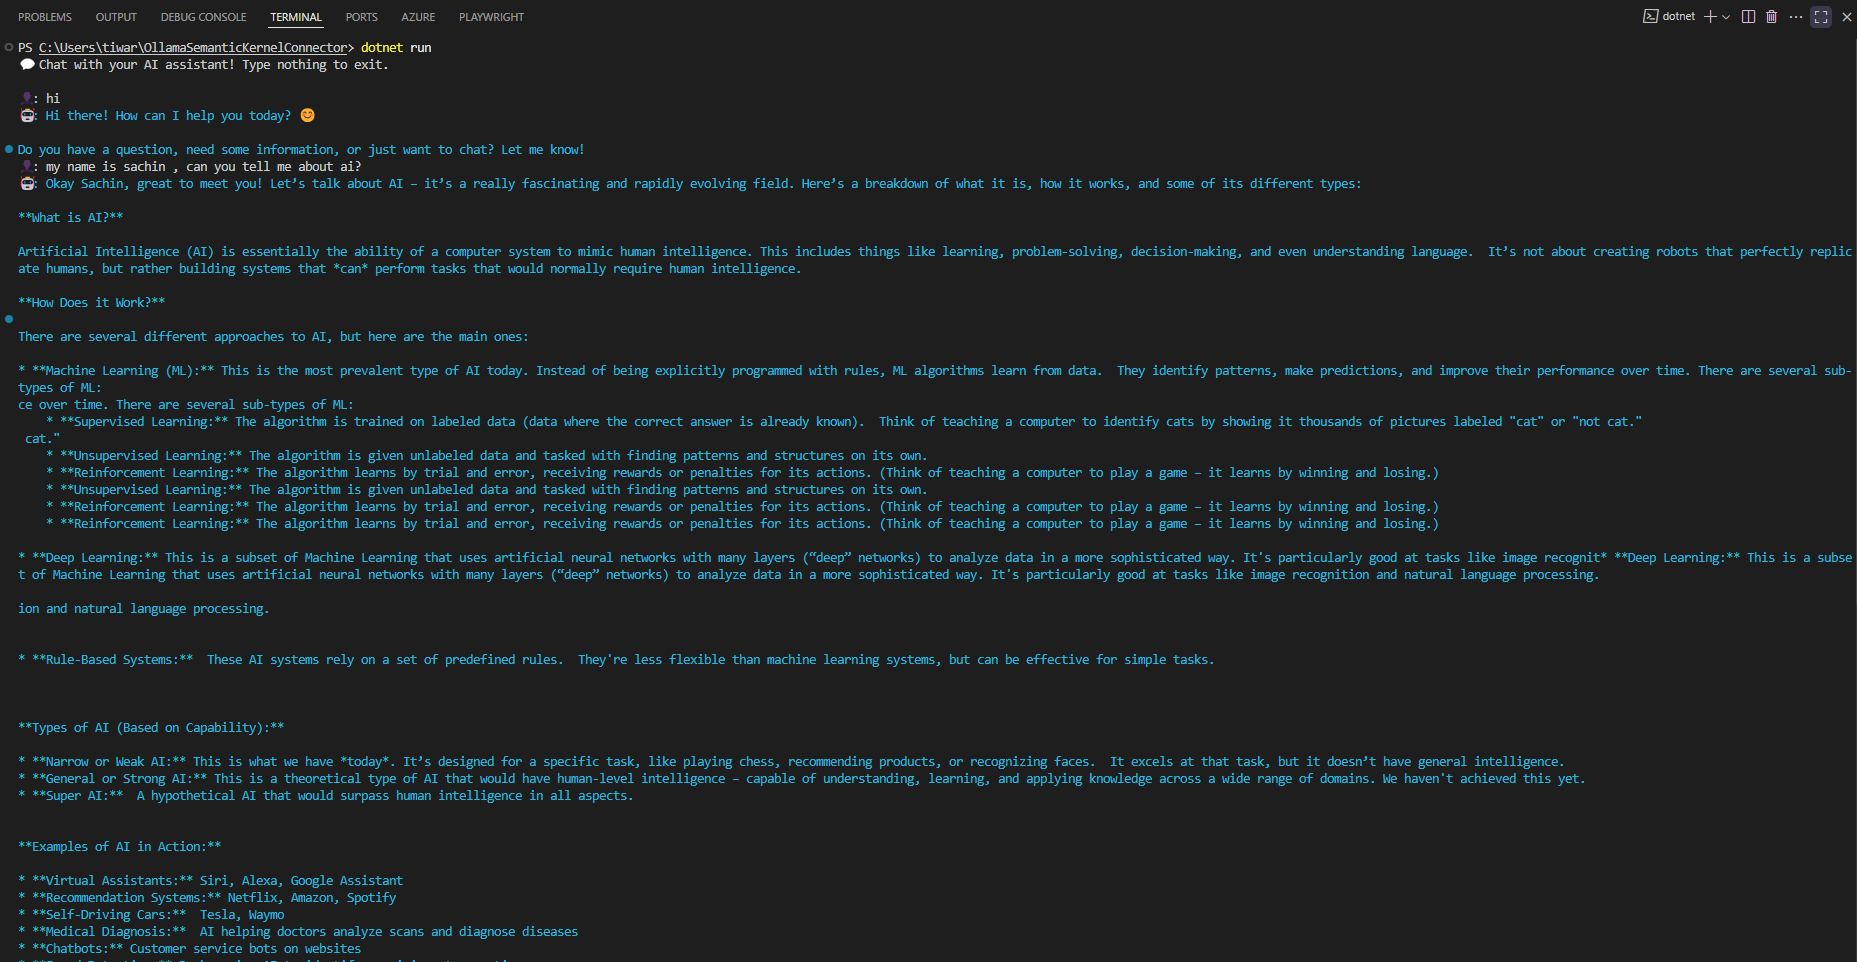 PROBLEMS OUTPUT DEBUG CONSOLE TERMINAL PORTS AZURE PLAYWRIGHT dotnet
PS C:\Users\tiwar\OllamaSemanticKernelConnector> dotnet run
💬 Chat with your AI assistant! Type nothing to exit.
👤: hi
🤖: Hi there! How can I help you today? 😊
Do you have a question, need some information, or just want to chat? Let me know!
👤: my name is sachin , can you tell me about ai?
🤖: Okay Sachin, great to meet you! Let’s talk about AI – it’s a really fascinating and rapidly evolving field. Here’s a breakdown of what it is, how it works, and some of its different types:
**What is AI?**
Artificial Intelligence (AI) is essentially the ability of a computer system to mimic human intelligence. This includes things like learning, problem-solving, decision-making, and even understanding language.  It’s not about creating robots that perfectly replic
ate humans, but rather building systems that *can* perform tasks that would normally require human intelligence.
**How Does it Work?**
There are several different approaches to AI, but here are the main ones:
* **Machine Learning (ML):** This is the most prevalent type of AI today. Instead of being explicitly programmed with rules, ML algorithms learn from data.  They identify patterns, make predictions, and improve their performance over time. There are several sub-
types of ML:
ce over time. There are several sub-types of ML:
* **Supervised Learning:** The algorithm is trained on labeled data (data where the correct answer is already known).  Think of teaching a computer to identify cats by showing it thousands of pictures labeled "cat" or "not cat."
cat."
* **Unsupervised Learning:** The algorithm is given unlabeled data and tasked with finding patterns and structures on its own.
* **Reinforcement Learning:** The algorithm learns by trial and error, receiving rewards or penalties for its actions. (Think of teaching a computer to play a game – it learns by winning and losing.)
* **Unsupervised Learning:** The algorithm is given unlabeled data and tasked with finding patterns and structures on its own.
* **Reinforcement Learning:** The algorithm learns by trial and error, receiving rewards or penalties for its actions. (Think of teaching a computer to play a game – it learns by winning and losing.)
* **Reinforcement Learning:** The algorithm learns by trial and error, receiving rewards or penalties for its actions. (Think of teaching a computer to play a game – it learns by winning and losing.)
* **Deep Learning:** This is a subset of Machine Learning that uses artificial neural networks with many layers (“deep” networks) to analyze data in a more sophisticated way. It's particularly good at tasks like image recognit* **Deep Learning:** This is a subse
t of Machine Learning that uses artificial neural networks with many layers (“deep” networks) to analyze data in a more sophisticated way. It's particularly good at tasks like image recognition and natural language processing.
ion and natural language processing.
* **Rule-Based Systems:**  These AI systems rely on a set of predefined rules.  They're less flexible than machine learning systems, but can be effective for simple tasks.
**Types of AI (Based on Capability):**
* **Narrow or Weak AI:** This is what we have *today*. It’s designed for a specific task, like playing chess, recommending products, or recognizing faces.  It excels at that task, but it doesn’t have general intelligence.
* **General or Strong AI:** This is a theoretical type of AI that would have human-level intelligence – capable of understanding, learning, and applying knowledge across a wide range of domains. We haven't achieved this yet.
* **Super AI:**  A hypothetical AI that would surpass human intelligence in all aspects.
**Examples of AI in Action:**
* **Virtual Assistants:** Siri, Alexa, Google Assistant
* **Recommendation Systems:** Netflix, Amazon, Spotify
* **Self-Driving Cars:**  Tesla, Waymo
* **Medical Diagnosis:**  AI helping doctors analyze scans and diagnose diseases
* **Chatbots:** Customer service bots on websites